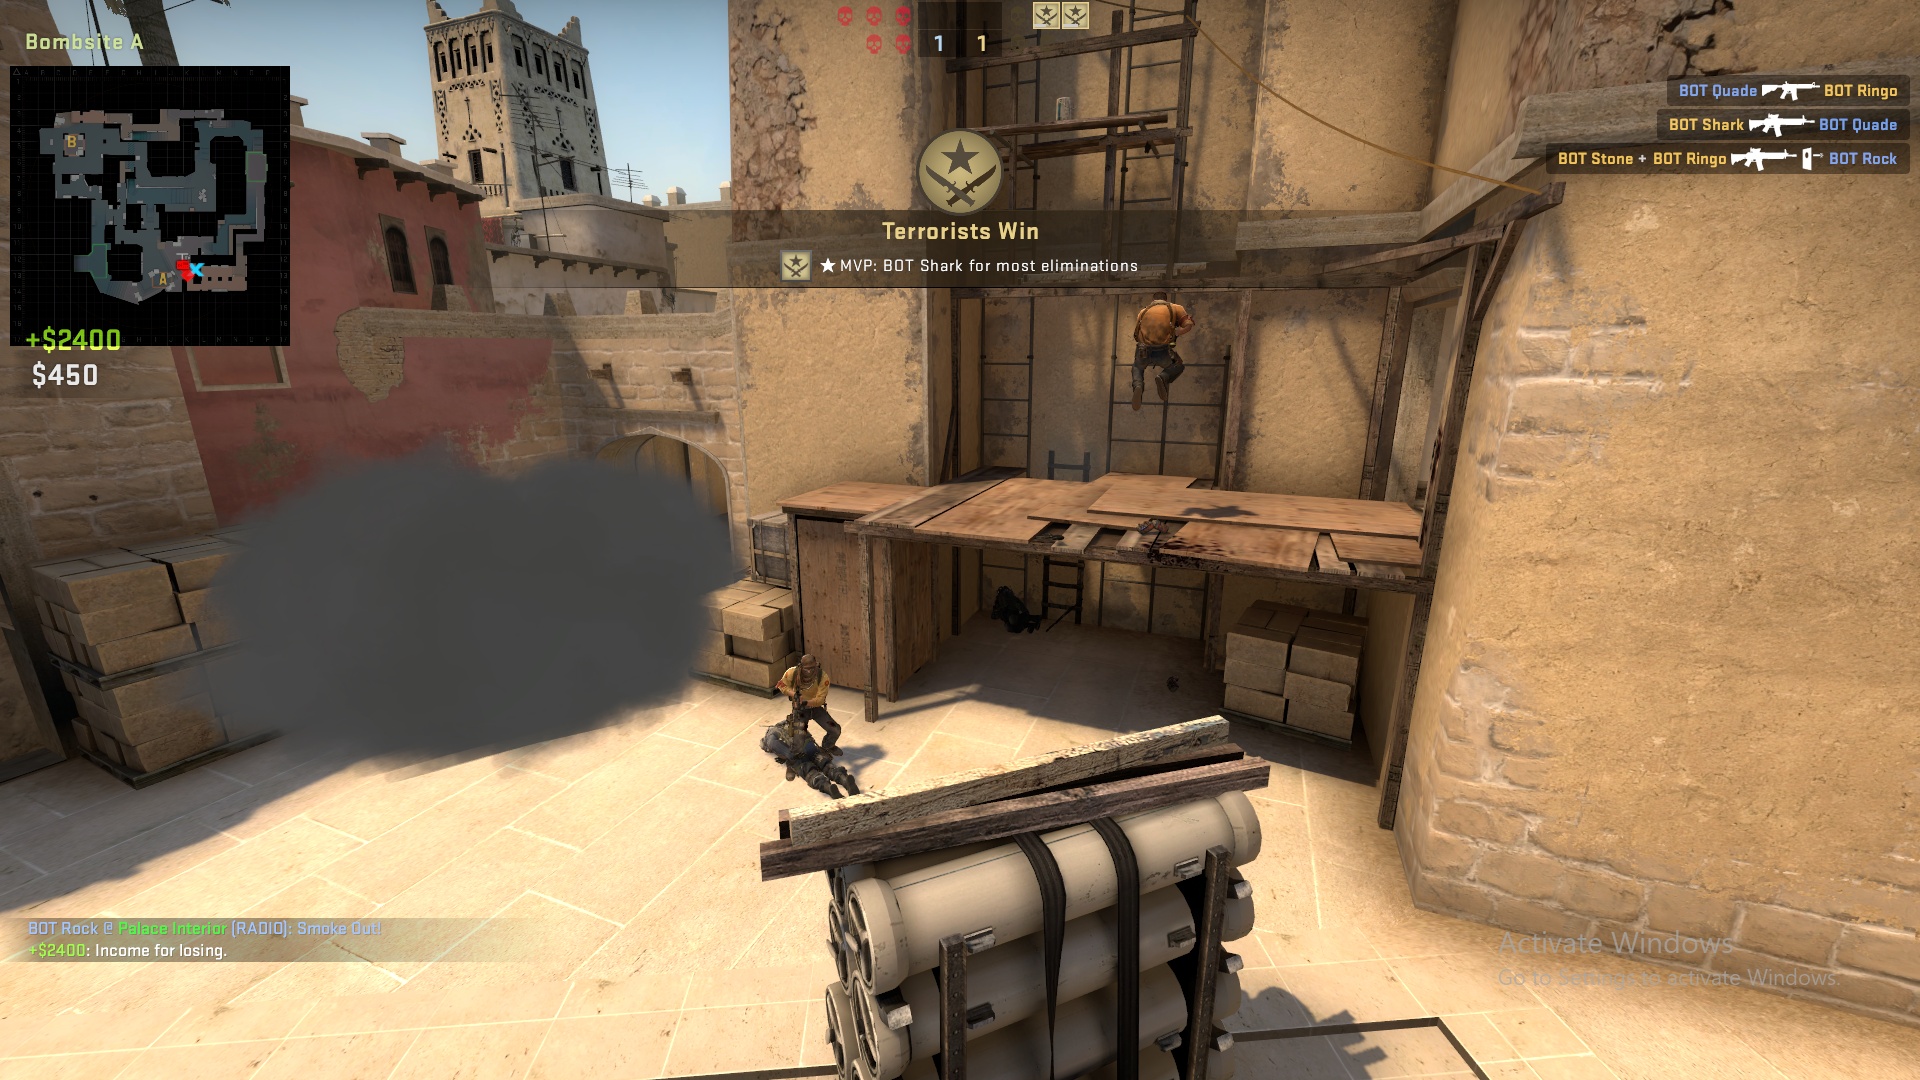 Bombsite A
1 1
B
A
+$2400
$450
BOT Quade BOT Ringo
BOT Shark BOT Quade
BOT Stone + BOT Ringo BOT Rock
Terrorists Win
★ MVP: BOT Shark for most eliminations
BOT Rock @ Palace Interior (RADIO): Smoke Out!
+$2400: Income for losing.
Activate Windows
Go to Settings to activate Windows.